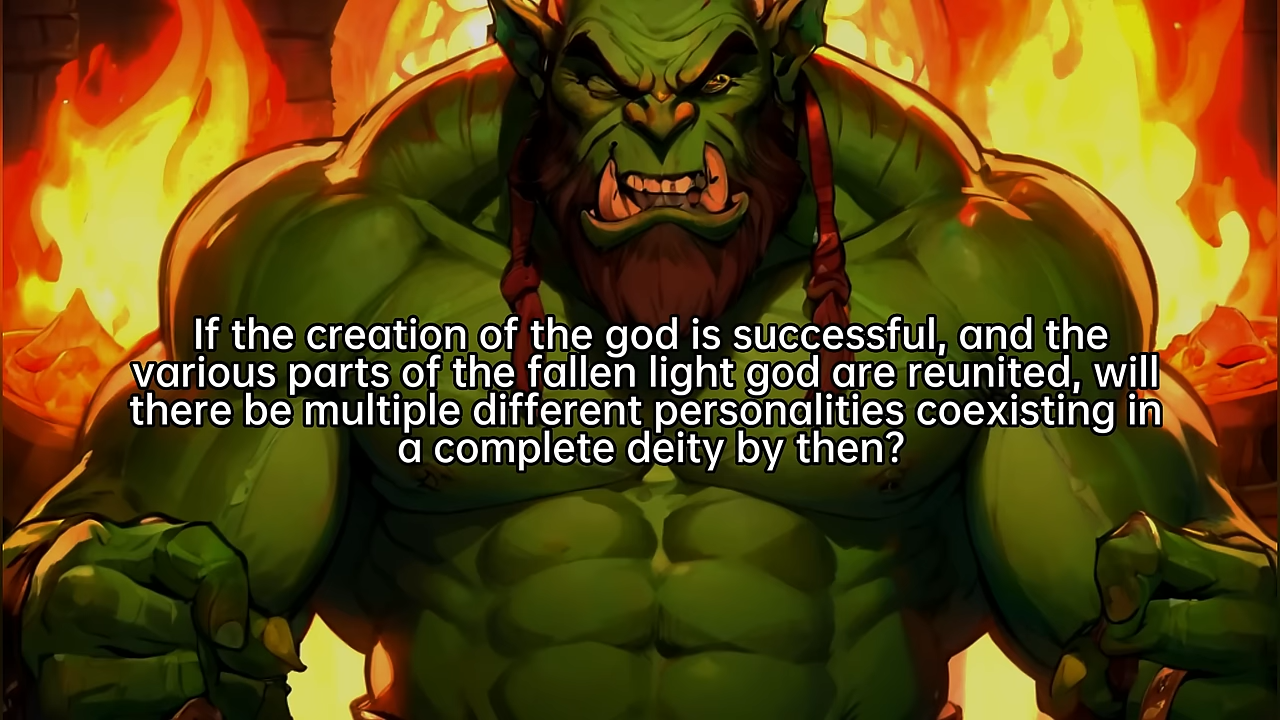 If the creation of the god is successful, and the
various parts of the fallen light god are reunited, will
there be multiple different personalities coexisting in
a complete deity by then?